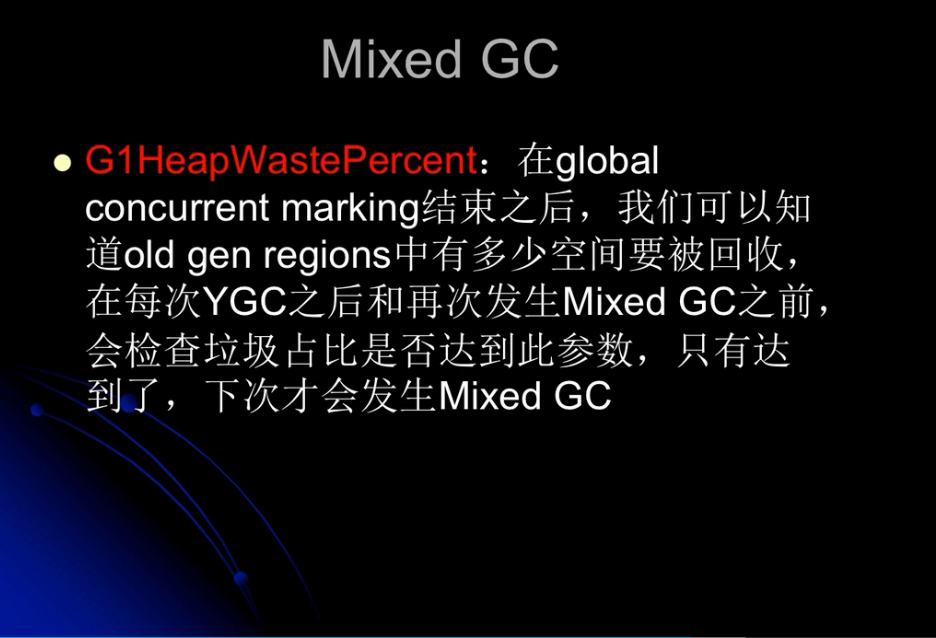 Mixed GC
G1HeapWastePercent：在global
concurrent marking结束之后，我们可以知
道old gen regions中有多少空间要被回收，
在每次YGC之后和再次发生Mixed GC之前，
会检查垃圾占比是否达到此参数，只有达
到了，下次才会发生Mixed GC